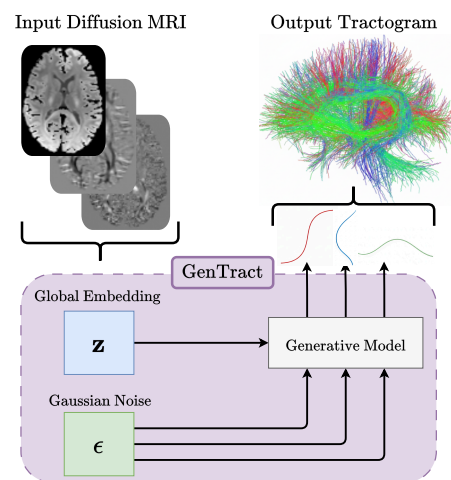 Input Diffusion MRI
Output Tractogram
GenTract
Global Embedding
z
Generative Model
Gaussian Noise
ϵ